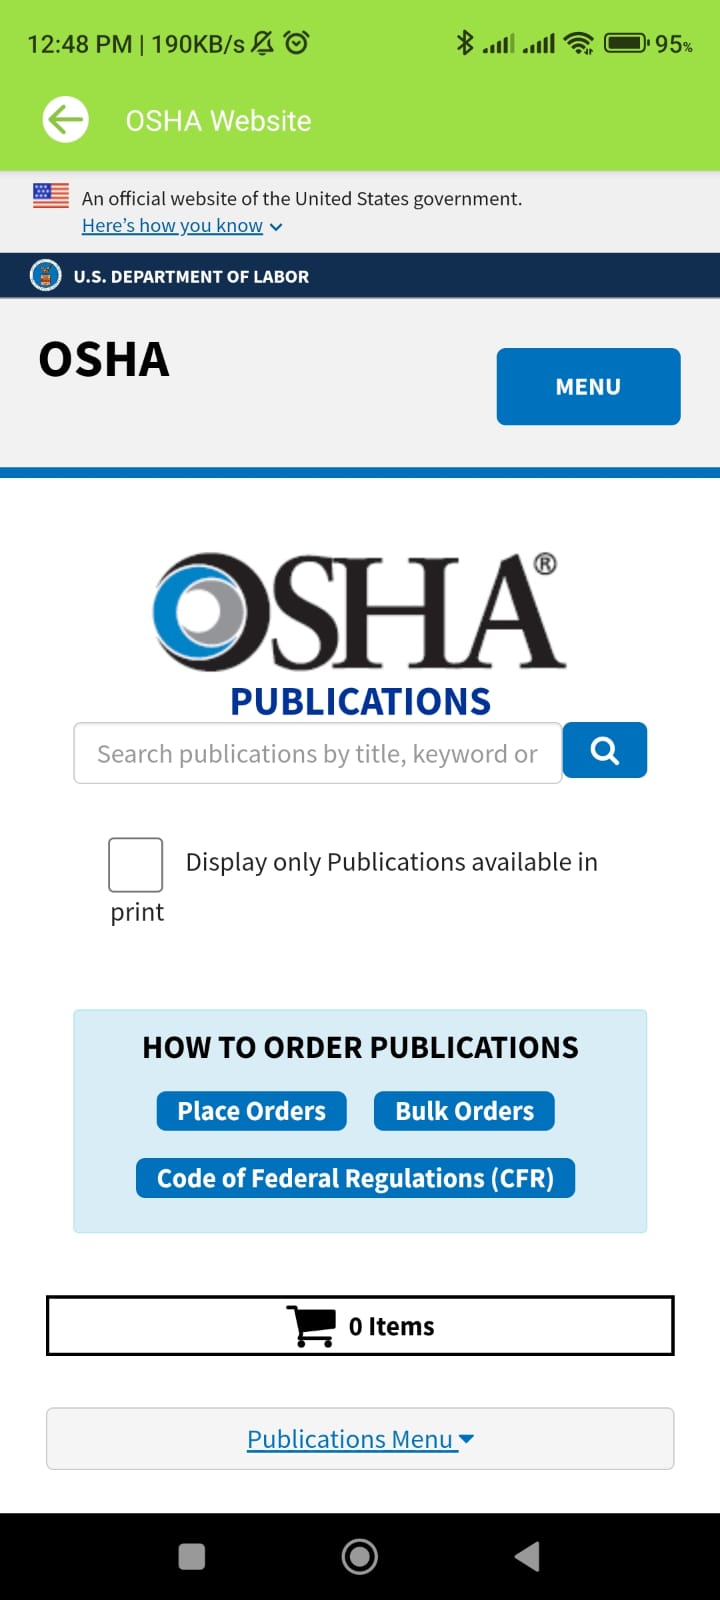 12:48 PM | 190KB/s 95%
OSHA Website
An official website of the United States government.
Here's how you know
U.S. DEPARTMENT OF LABOR
OSHA
MENU
OSHA®
PUBLICATIONS
Search publications by title, keyword or
Display only Publications available in
print
HOW TO ORDER PUBLICATIONS
Place Orders Bulk Orders
Code of Federal Regulations (CFR)
0 Items
Publications Menu